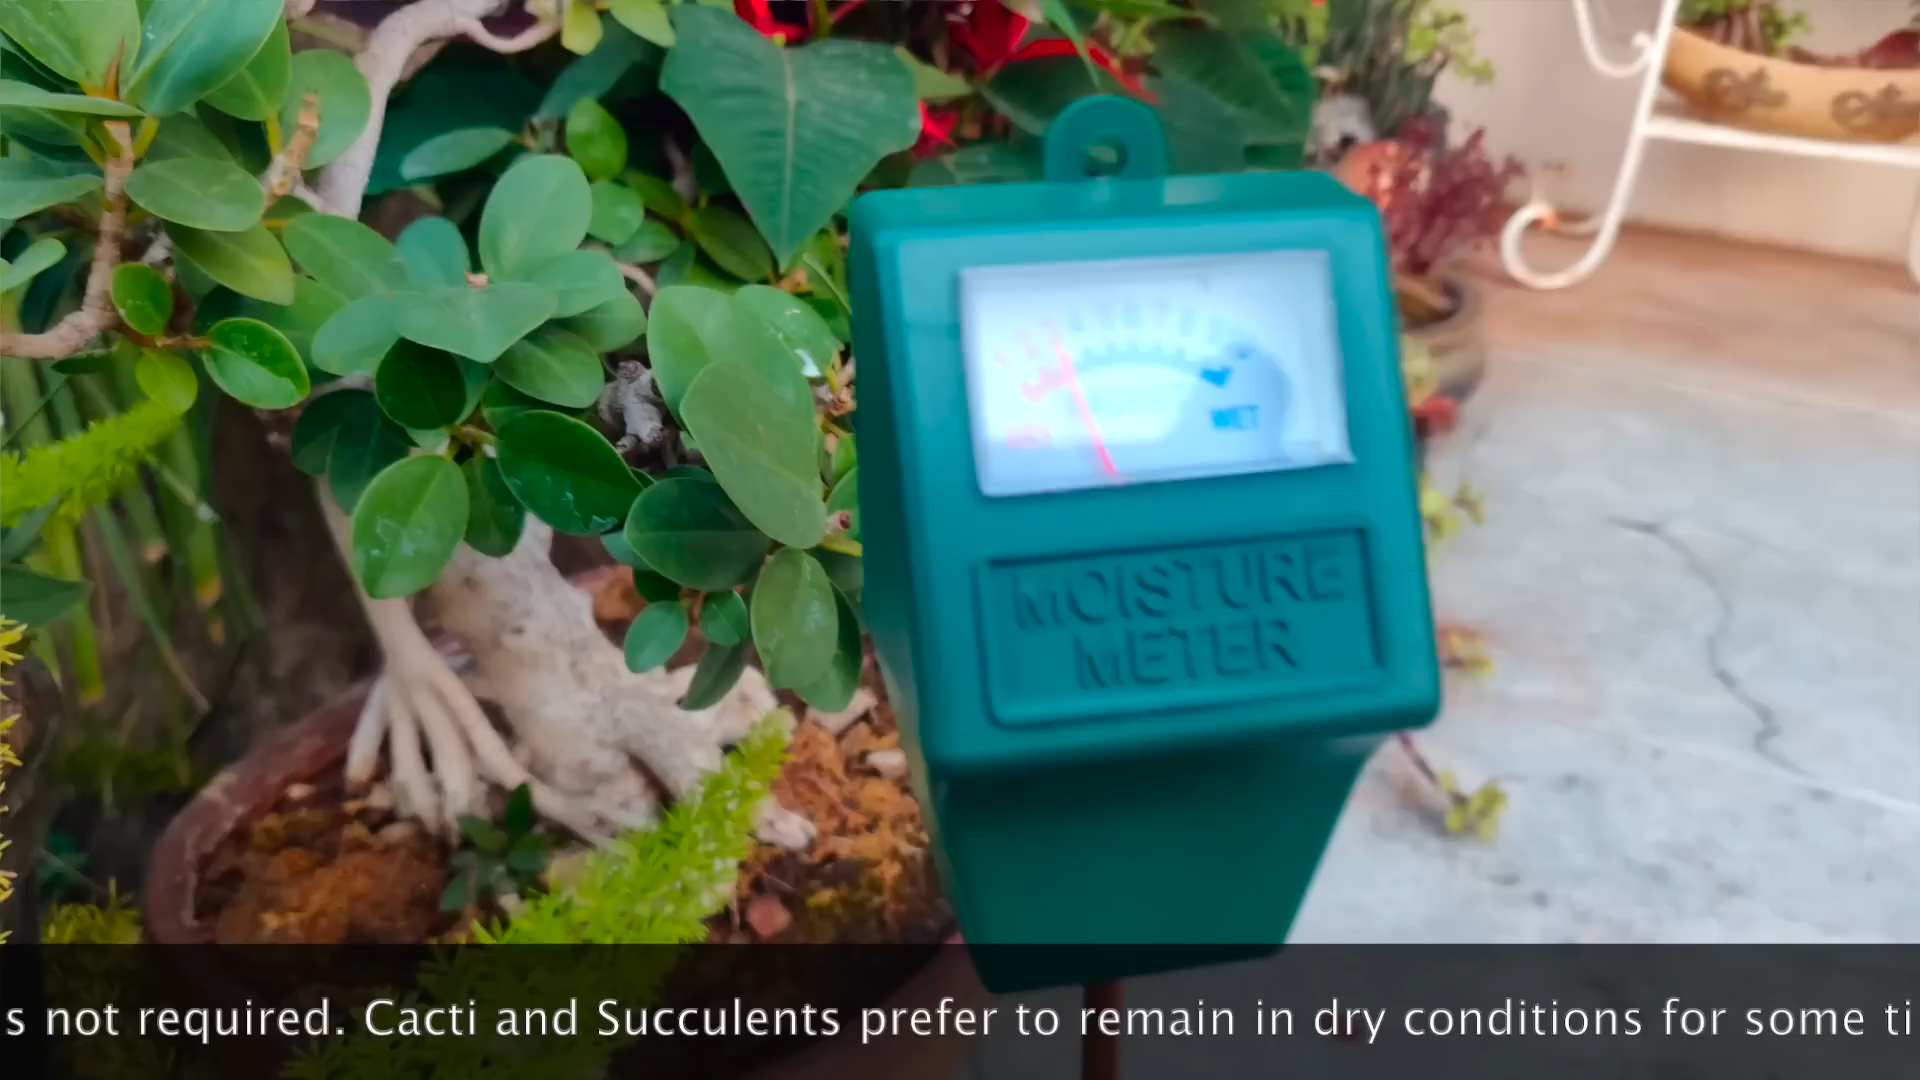 WET
MOISTURE
METER
s not required. Cacti and Succulents prefer to remain in dry conditions for some ti